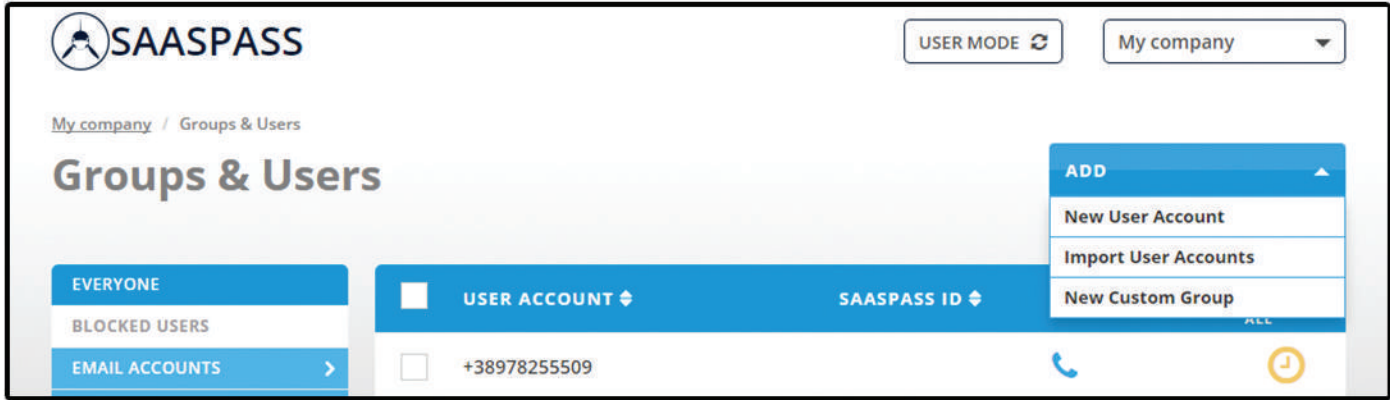 SAASPASS
USER MODE
My company
My company / Groups & Users
Groups & Users
ADD
New User Account
Import User Accounts
New Custom Group
EVERYONE
BLOCKED USERS
EMAIL ACCOUNTS
USER ACCOUNT
SAASPASS ID
ALL
+38978255509